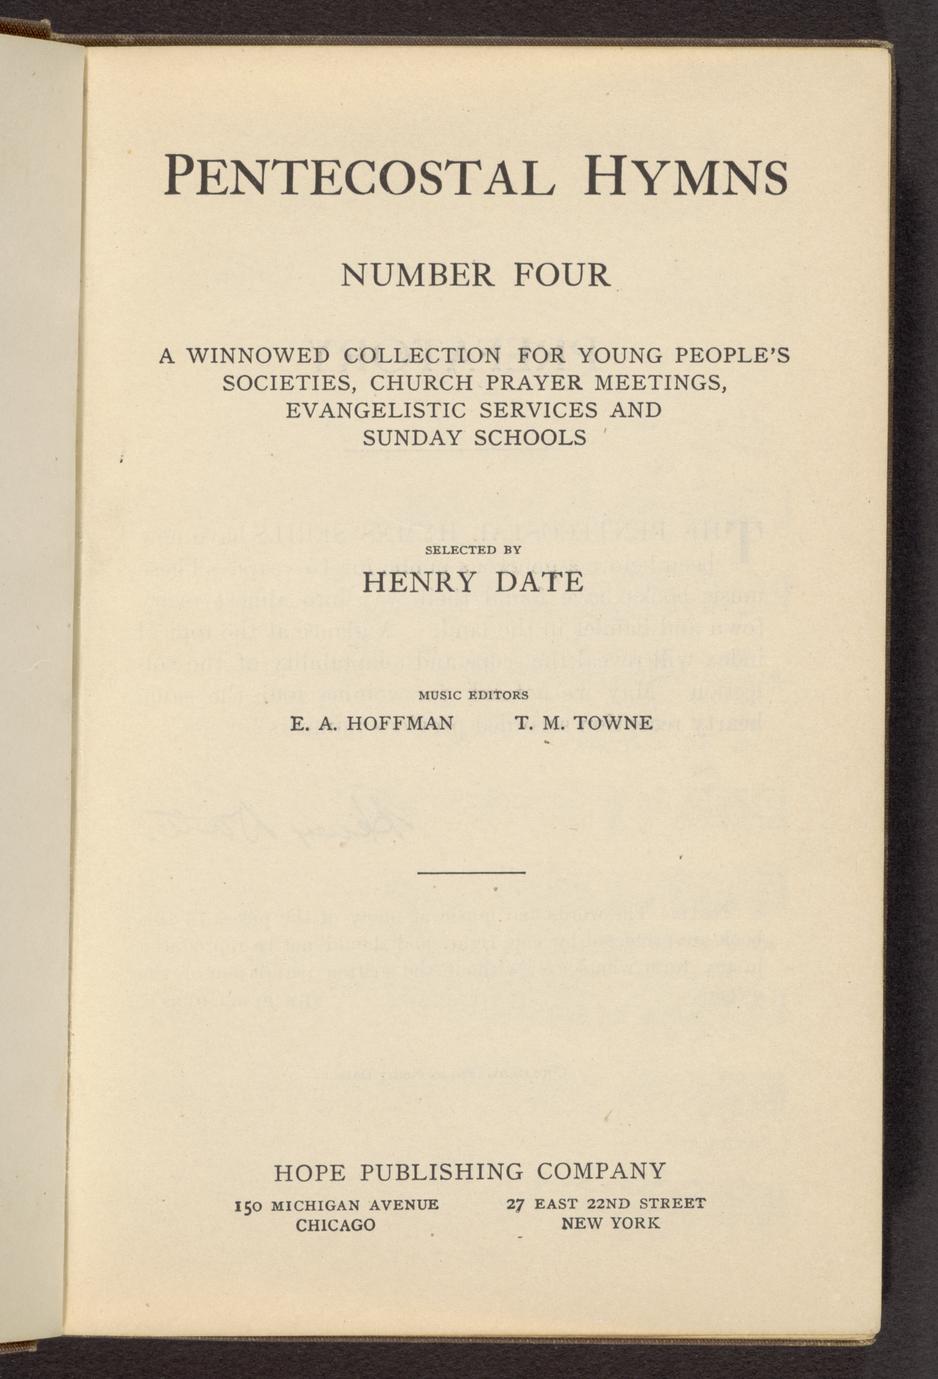 PENTECOSTAL HYMNS
NUMBER FOUR
A WINNOWED COLLECTION FOR YOUNG PEOPLE'S
SOCIETIES, CHURCH PRAYER MEETINGS,
EVANGELISTIC SERVICES AND
SUNDAY SCHOOLS
SELECTED BY
HENRY DATE
MUSIC EDITORS
E. A. HOFFMAN T. M. TOWNE
HOPE PUBLISHING COMPANY
150 MICHIGAN AVENUE 27 EAST 22ND STREET
CHICAGO NEW YORK